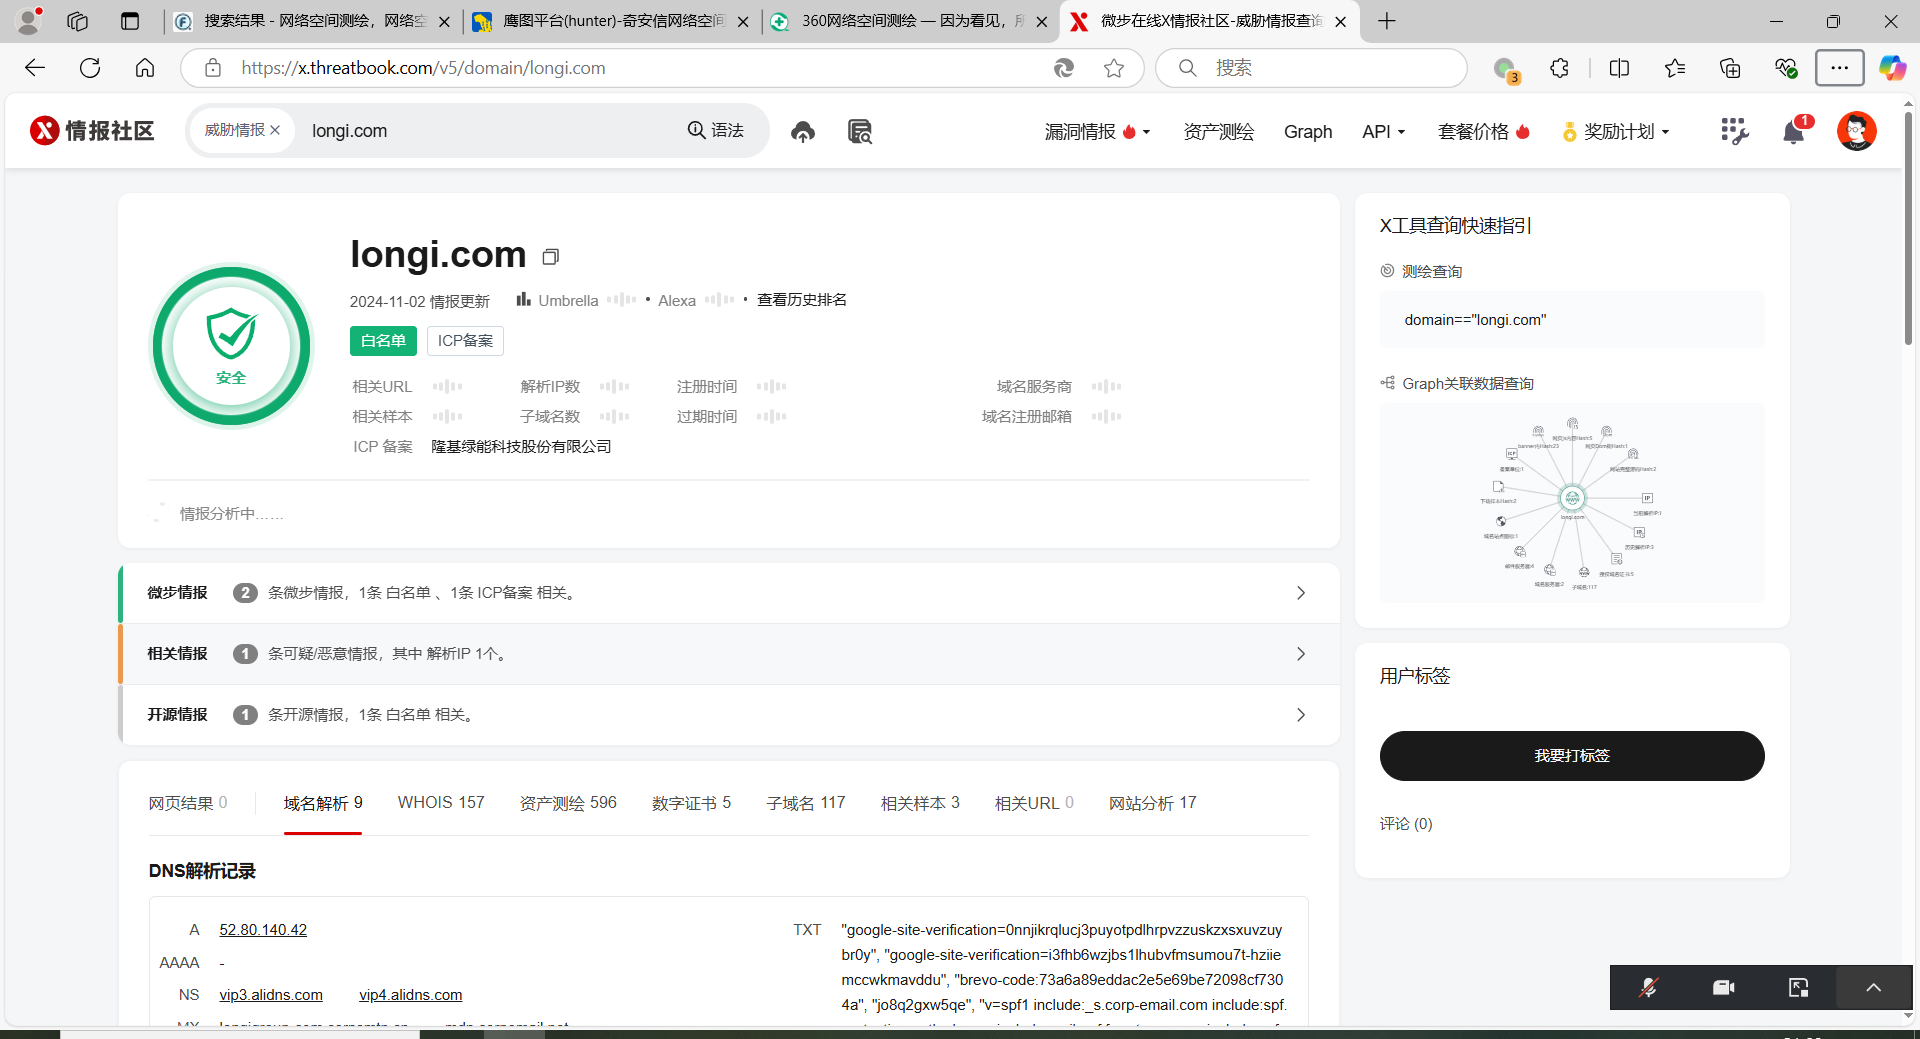 搜索结果 - 网络空间测绘，网络空
鹰图平台(hunter)-奇安信网络空间
360网络空间测绘 — 因为看见，所
微步在线X情报社区-威胁情报查询
https://x.threatbook.com/v5/domain/longi.com
搜索
3
X 情报社区
威胁情报 ×
longi.com
语法
漏洞情报
资产测绘
Graph
API
套餐价格
奖励计划
1
longi.com
2024-11-02 情报更新
Umbrella
• Alexa
• 查看历史排名
白名单
ICP备案
安全
相关URL
解析IP数
注册时间
域名服务商
相关样本
子域名数
过期时间
域名注册邮箱
ICP 备案 隆基绿能科技股份有限公司
情报分析中......
微步情报 2 条微步情报，1条 白名单 、1条 ICP备案 相关。
相关情报 1 条可疑/恶意情报，其中 解析IP 1个。
开源情报 1 条开源情报，1条 白名单 相关。
网页结果 0
域名解析 9
WHOIS 157
资产测绘 596
数字证书 5
子域名 117
相关样本 3
相关URL 0
网站分析 17
DNS解析记录
A 52.80.140.42
AAAA -
NS vip3.alidns.com vip4.alidns.com
TXT "google-site-verification=0nnjikrqlucj3puyotpdlhrpvzzuskzxsxuvzuy
br0y", "google-site-verification=i3fhb6wzjbs1lhubvfmsumou7t-hziie
mccwkmavddu", "brevo-code:73a6a89eddac2e5e69be72098cf730
4a", "jo8q2gxw5qe", "v=spf1 include:_s.corp-email.com include:spf.
X工具查询快速指引
测绘查询
domain=="longi.com"
Graph关联数据查询
longi.com
子域名:117
用户标签
我要打标签
评论 (0)